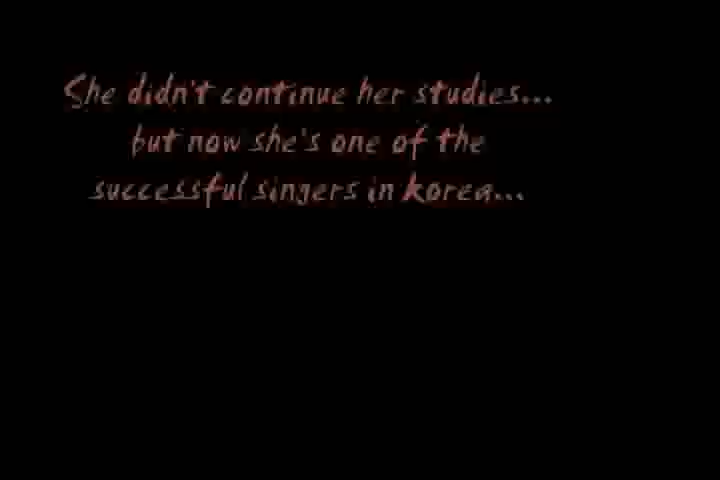 She didn't continue her studies...
but now she's one of the
successful singers in korea...